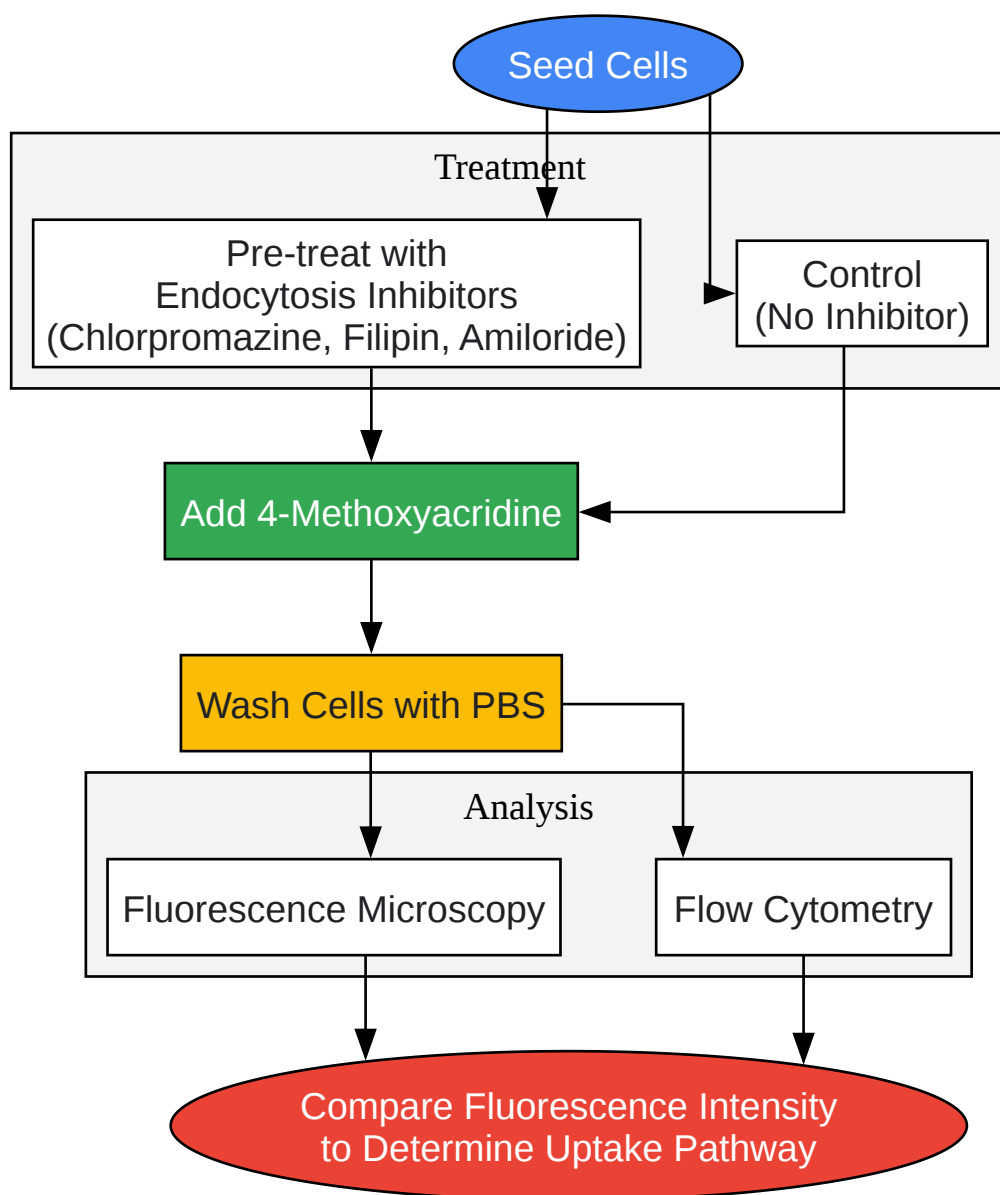 Seed Cells
Treatment
Pre-treat with
Endocytosis Inhibitors
(Chlorpromazine, Filipin, Amiloride)
Control
(No Inhibitor)
Add 4-Methoxyacridine
Wash Cells with PBS
Analysis
Fluorescence Microscopy
Flow Cytometry
Compare Fluorescence Intensity
to Determine Uptake Pathway